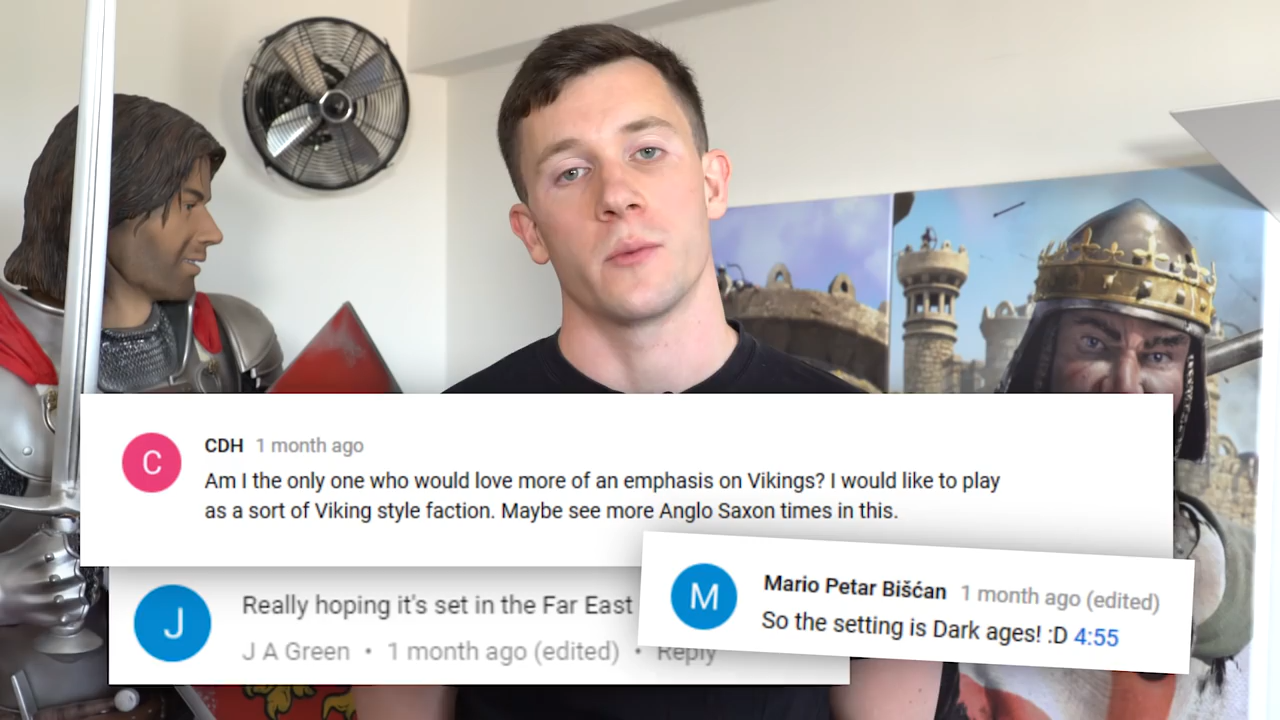 C
CDH 1 month ago
Am I the only one who would love more of an emphasis on Vikings? I would like to play
as a sort of Viking style faction. Maybe see more Anglo Saxon times in this.
J
Really hoping it's set in the Far East
J A Green • 1 month ago (edited) • Reply
M
Mario Petar Bišćan 1 month ago (edited)
So the setting is Dark ages! :D 4:55